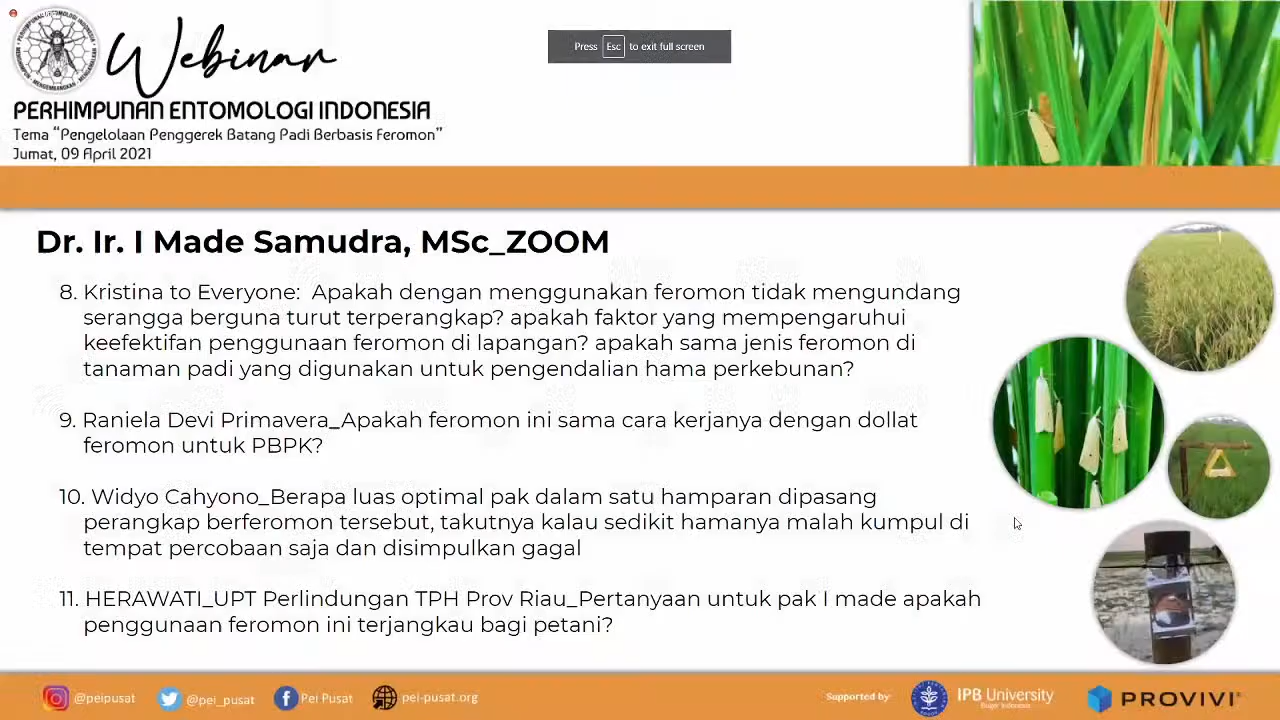 Webinar
PERHIMPUNAN ENTOMOLOGI INDONESIA
Tema “Pengelolaan Penggerek Batang Padi Berbasis Feromon”
Jumat, 09 April 2021
Press Esc to exit full screen
Dr. Ir. I Made Samudra, MSc_ZOOM
8. Kristina to Everyone: Apakah dengan menggunakan feromon tidak mengundang
serangga berguna turut terperangkap? apakah faktor yang mempengaruhui
keefektifan penggunaan feromon di lapangan? apakah sama jenis feromon di
tanaman padi yang digunakan untuk pengendalian hama perkebunan?
9. Raniela Devi Primavera_Apakah feromon ini sama cara kerjanya dengan dollat
feromon untuk PBPK?
10. Widyo Cahyono_Berapa luas optimal pak dalam satu hamparan dipasang
perangkap berferomon tersebut, takutnya kalau sedikit hamanya malah kumpul di
tempat percobaan saja dan disimpulkan gagal
11. HERAWATI_UPT Perlindungan TPH Prov Riau_Pertanyaan untuk pak I made apakah
penggunaan feromon ini terjangkau bagi petani?
@peipusat
@pei_pusat
Pei Pusat
pei-pusat.org
Supported by:
IPB University
Bogor Indonesia
PROVIVI